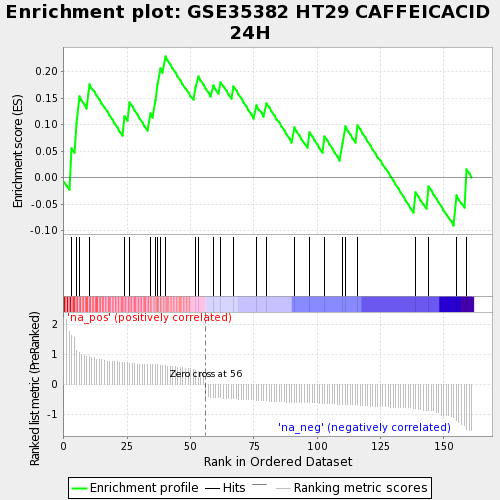 Enrichment plot: GSE35382 HT29 CAFFEICACID
24H
Enrichment score (ES)
0.20
0.15
0.10
0.05
0.00
-0.05
-0.10
'na_pos' (positively correlated)
Ranked list metric (PreRanked)
2
1
0
-1
Zero cross at 56
'na_neg' (negatively correlated)
0
25
50
75
100
125
150
Rank in Ordered Dataset
Enrichment profile
Hits
Ranking metric scores